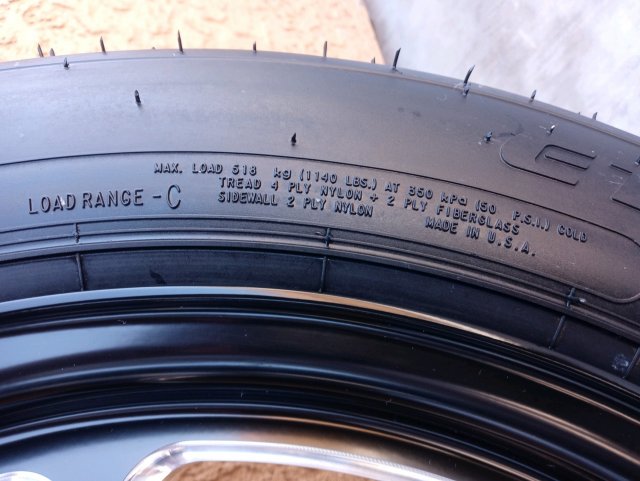 LOAD RANGE - C
MAX. LOAD 518 kg (1140 LBS.) AT 350 kPa (50 P.S.I.) COLD
TREAD 4 PLY NYLON + 2 PLY FIBERGLASS
SIDEWALL 2 PLY NYLON MADE IN U.S.A.